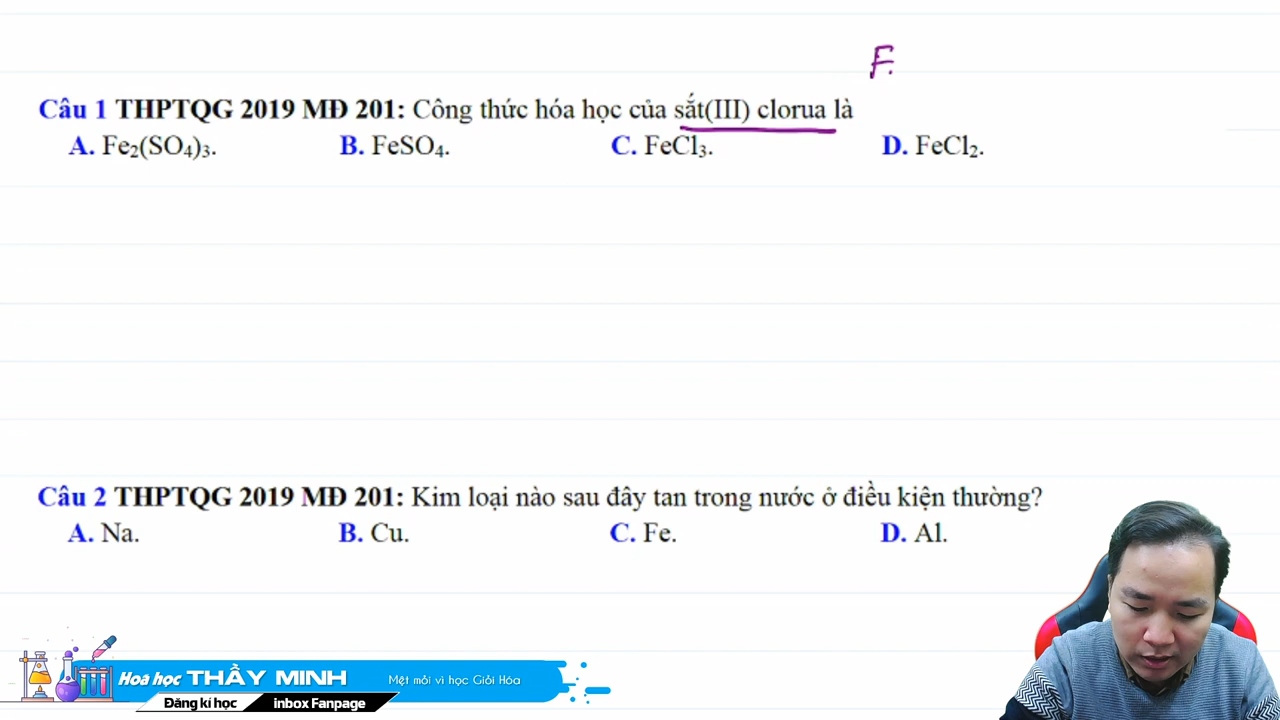 F.
Câu 1 THPTQG 2019 MĐ 201: Công thức hóa học của sắt(III) clorua là
A. Fe₂(SO₄)₃. B. FeSO₄. C. FeCl₃. D. FeCl₂.
Câu 2 THPTQG 2019 MĐ 201: Kim loại nào sau đây tan trong nước ở điều kiện thường?
A. Na. B. Cu. C. Fe. D. Al.
Hoá học THẦY MINH Mệt mỏi vì học Giỏi Hóa
Đăng kí học inbox Fanpage